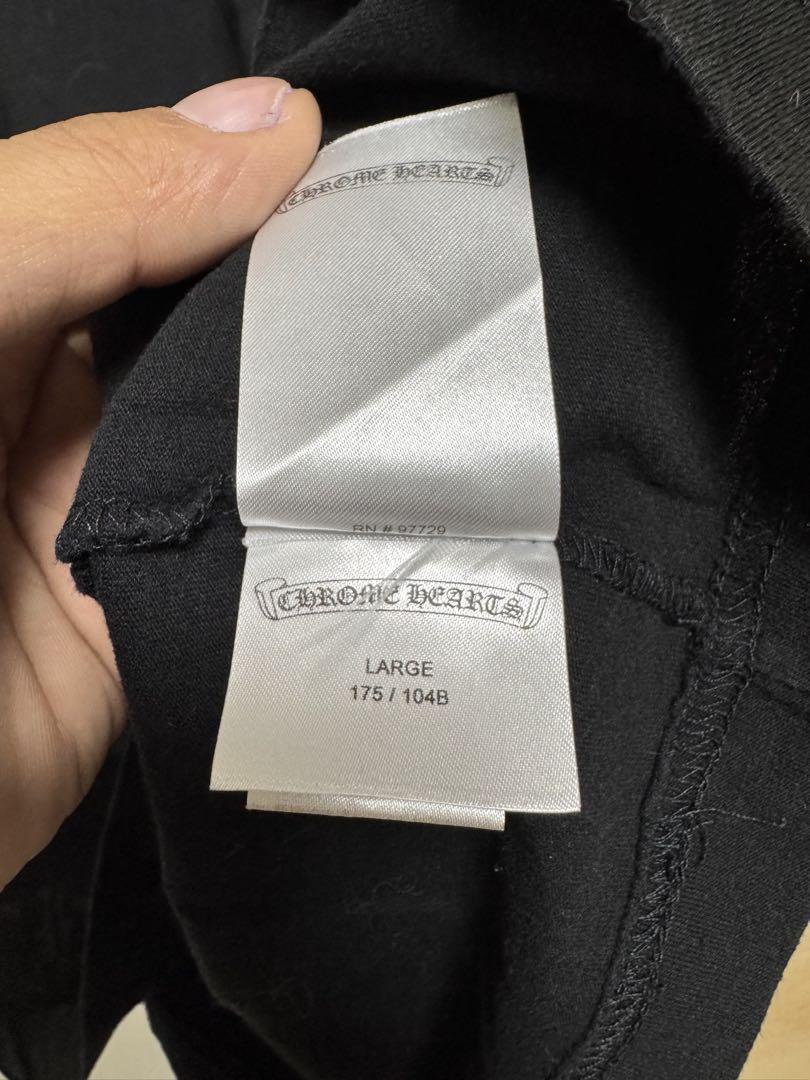 CHROME HEARTS
RN # 97729
CHROME HEARTS
LARGE
175 / 104B